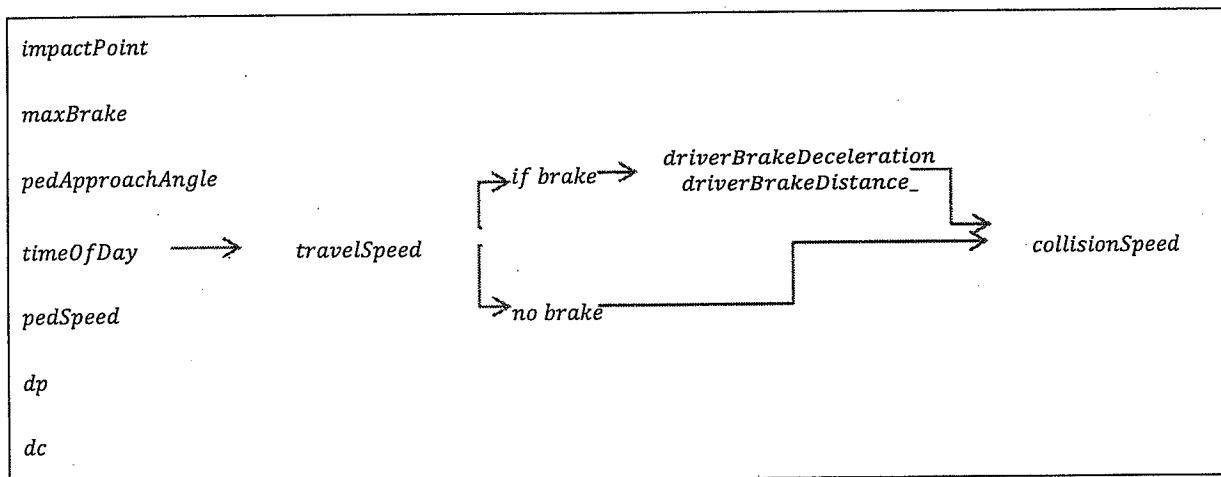 impactPoint
maxBrake
pedApproachAngle
timeOfDay
pedSpeed
dp
dc
travelSpeed
if brake
no brake
driverBrakeDeceleration
driverBrakeDistance_
collisionSpeed